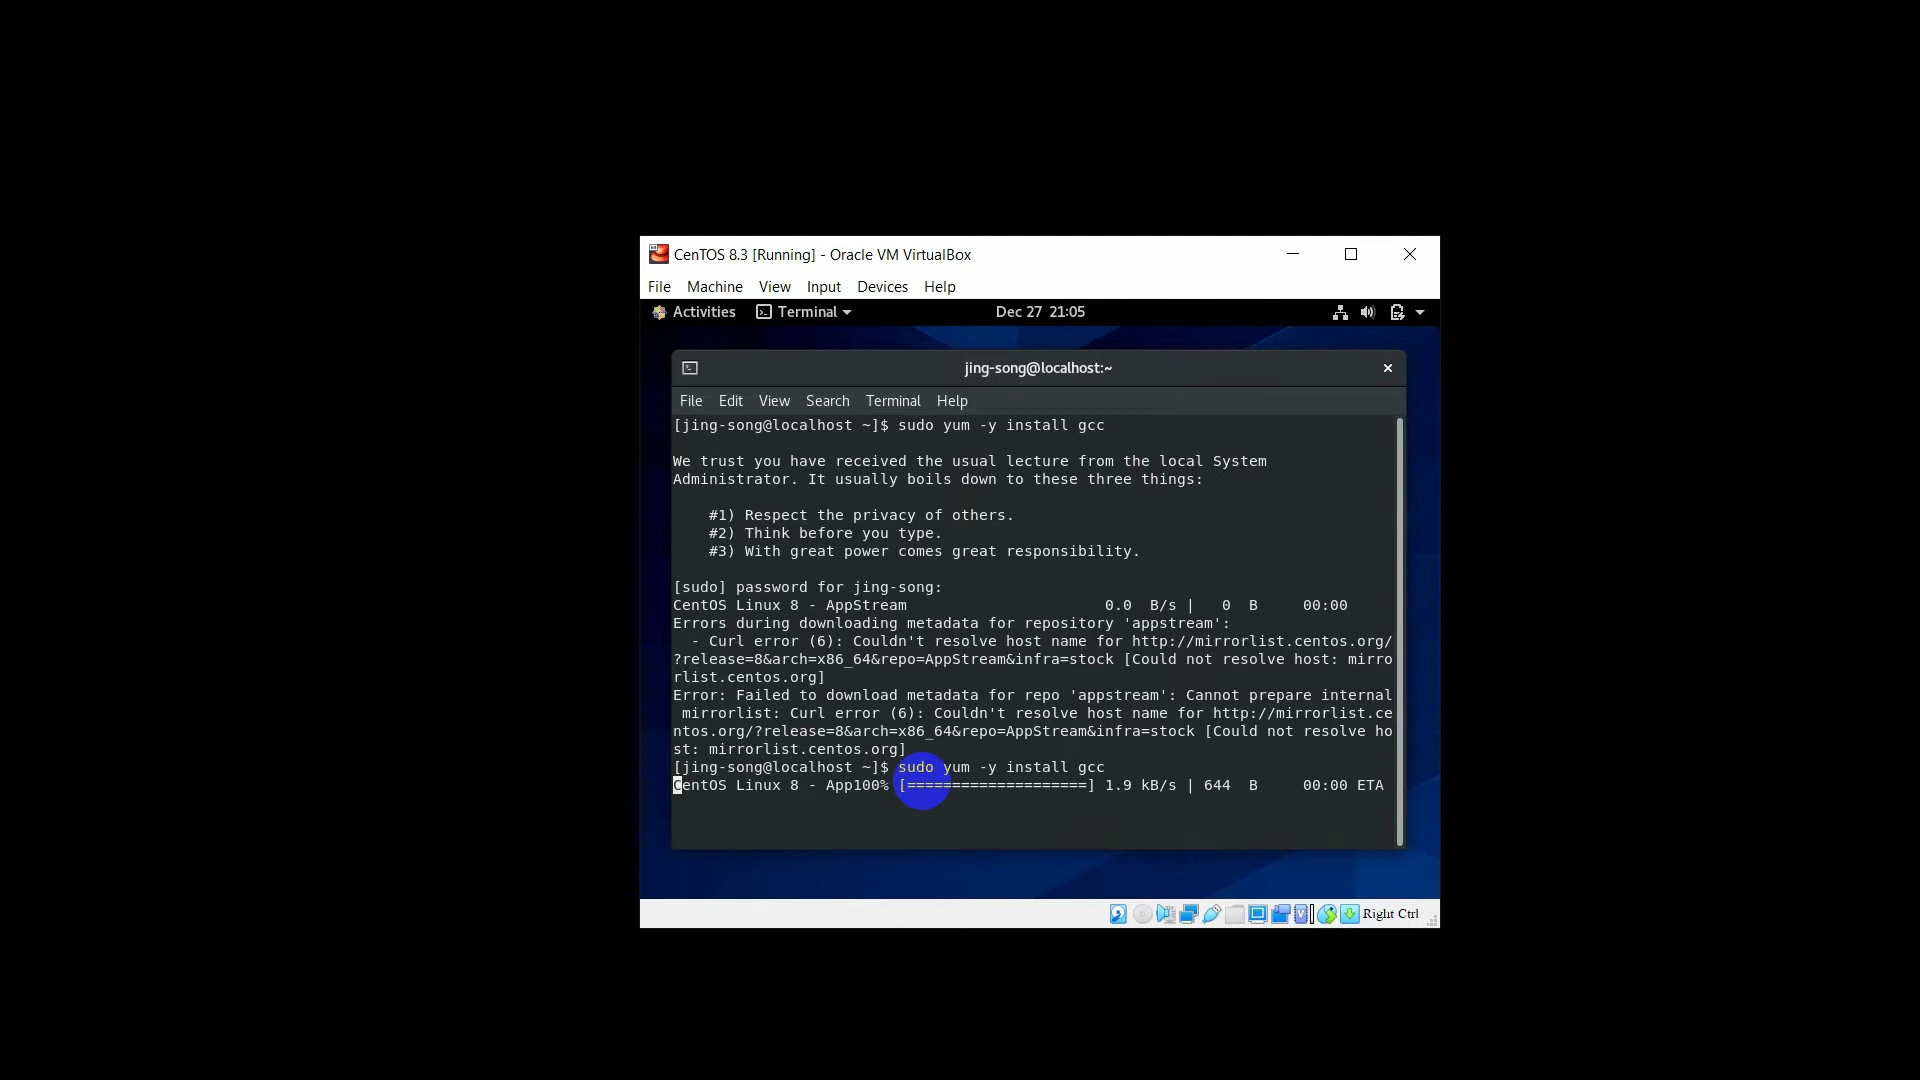 CenTOS 8.3 [Running] - Oracle VM VirtualBox
File Machine View Input Devices Help
Activities Terminal Dec 27 21:05
jing-song@localhost:~
File Edit View Search Terminal Help
[jing-song@localhost ~]$ sudo yum -y install gcc
We trust you have received the usual lecture from the local System
Administrator. It usually boils down to these three things:
#1) Respect the privacy of others.
#2) Think before you type.
#3) With great power comes great responsibility.
[sudo] password for jing-song:
CentOS Linux 8 - AppStream 0.0 B/s | 0 B 00:00
Errors during downloading metadata for repository 'appstream':
- Curl error (6): Couldn't resolve host name for http://mirrorlist.centos.org/
?release=8&arch=x86_64&repo=AppStream&infra=stock [Could not resolve host: mirro
rlist.centos.org]
Error: Failed to download metadata for repo 'appstream': Cannot prepare internal
mirrorlist: Curl error (6): Couldn't resolve host name for http://mirrorlist.ce
ntos.org/?release=8&arch=x86_64&repo=AppStream&infra=stock [Could not resolve ho
st: mirrorlist.centos.org]
[jing-song@localhost ~]$ sudo yum -y install gcc
CentOS Linux 8 - App100% [====================] 1.9 kB/s | 644 B 00:00 ETA
Right Ctrl